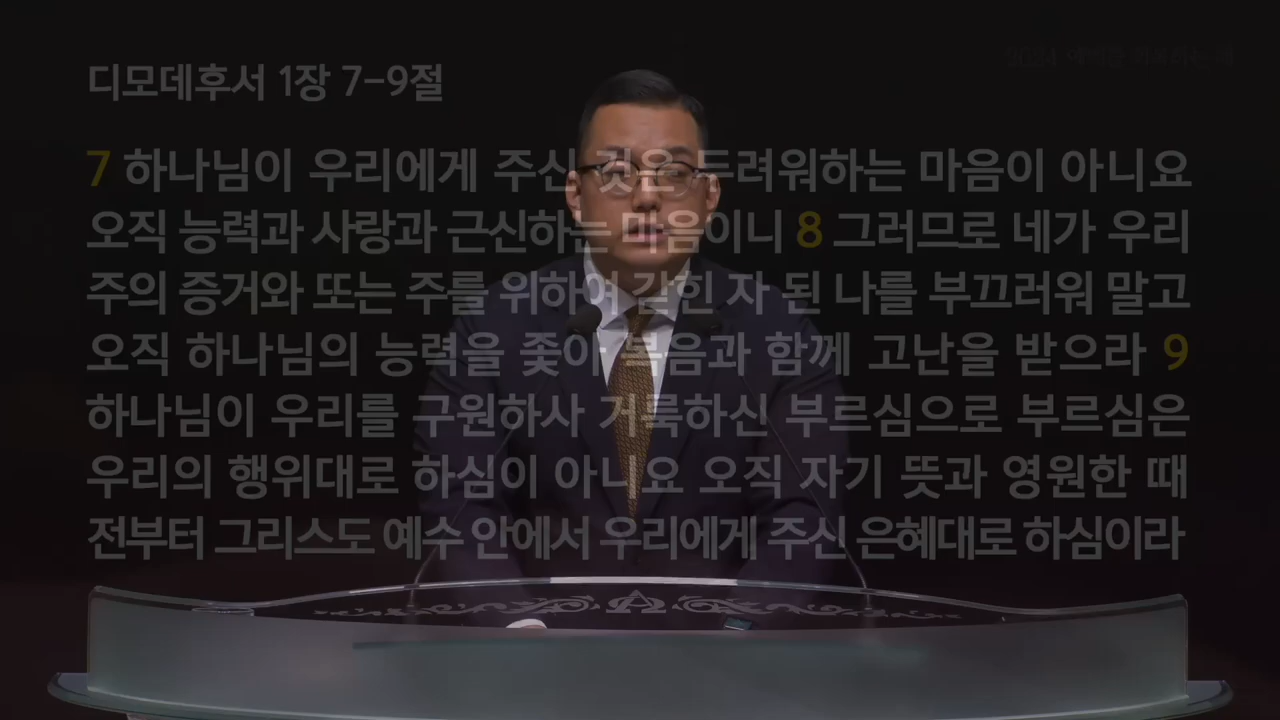 디모데후서 1장 7-9절
7 하나님이 우리에게 주신 것은 두려워하는 마음이 아니요
오직 능력과 사랑과 근신하는 마음이니 8 그러므로 네가 우리
주의 증거와 또는 주를 위하여 갇힌 자 된 나를 부끄러워 말고
오직 하나님의 능력을 좇아 복음과 함께 고난을 받으라 9
하나님이 우리를 구원하사 거룩하신 부르심으로 부르심은
우리의 행위대로 하심이 아니요 오직 자기 뜻과 영원한 때
전부터 그리스도 예수 안에서 우리에게 주신 은혜대로 하심이라
2024